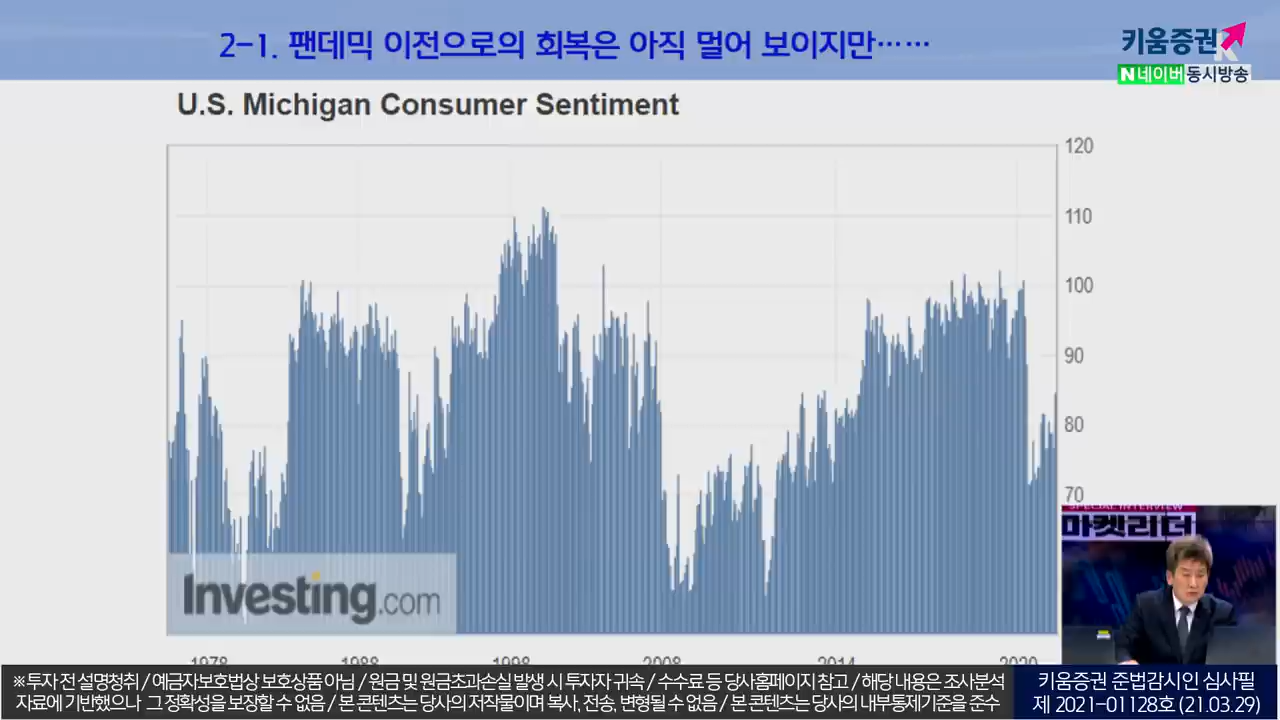 2-1. 팬데믹 이전으로의 회복은 아직 멀어 보이지만……
키움증권
N 네이버 동시방송
U.S. Michigan Consumer Sentiment
120
110
100
90
80
70
Investing.com
1978
1988
1998
2008
2014
2020
SPECIAL INTERVIEW
마켓리더
※투자 전 설명청취 / 예금자보호법상 보호상품 아님 / 원금 및 원금초과손실 발생 시 투자자 귀속 / 수수료 등 당사홈페이지 참고 / 해당 내용은 조사분석
자료에 기반했으나 그 정확성을 보장할 수 없음 / 본 콘텐츠는 당사의 저작물이며 복사, 전송, 변형될 수 없음 / 본 콘텐츠는 당사의 내부통제기준을 준수
키움증권 준법감시인 심사필
제 2021-01128호 (21.03.29)